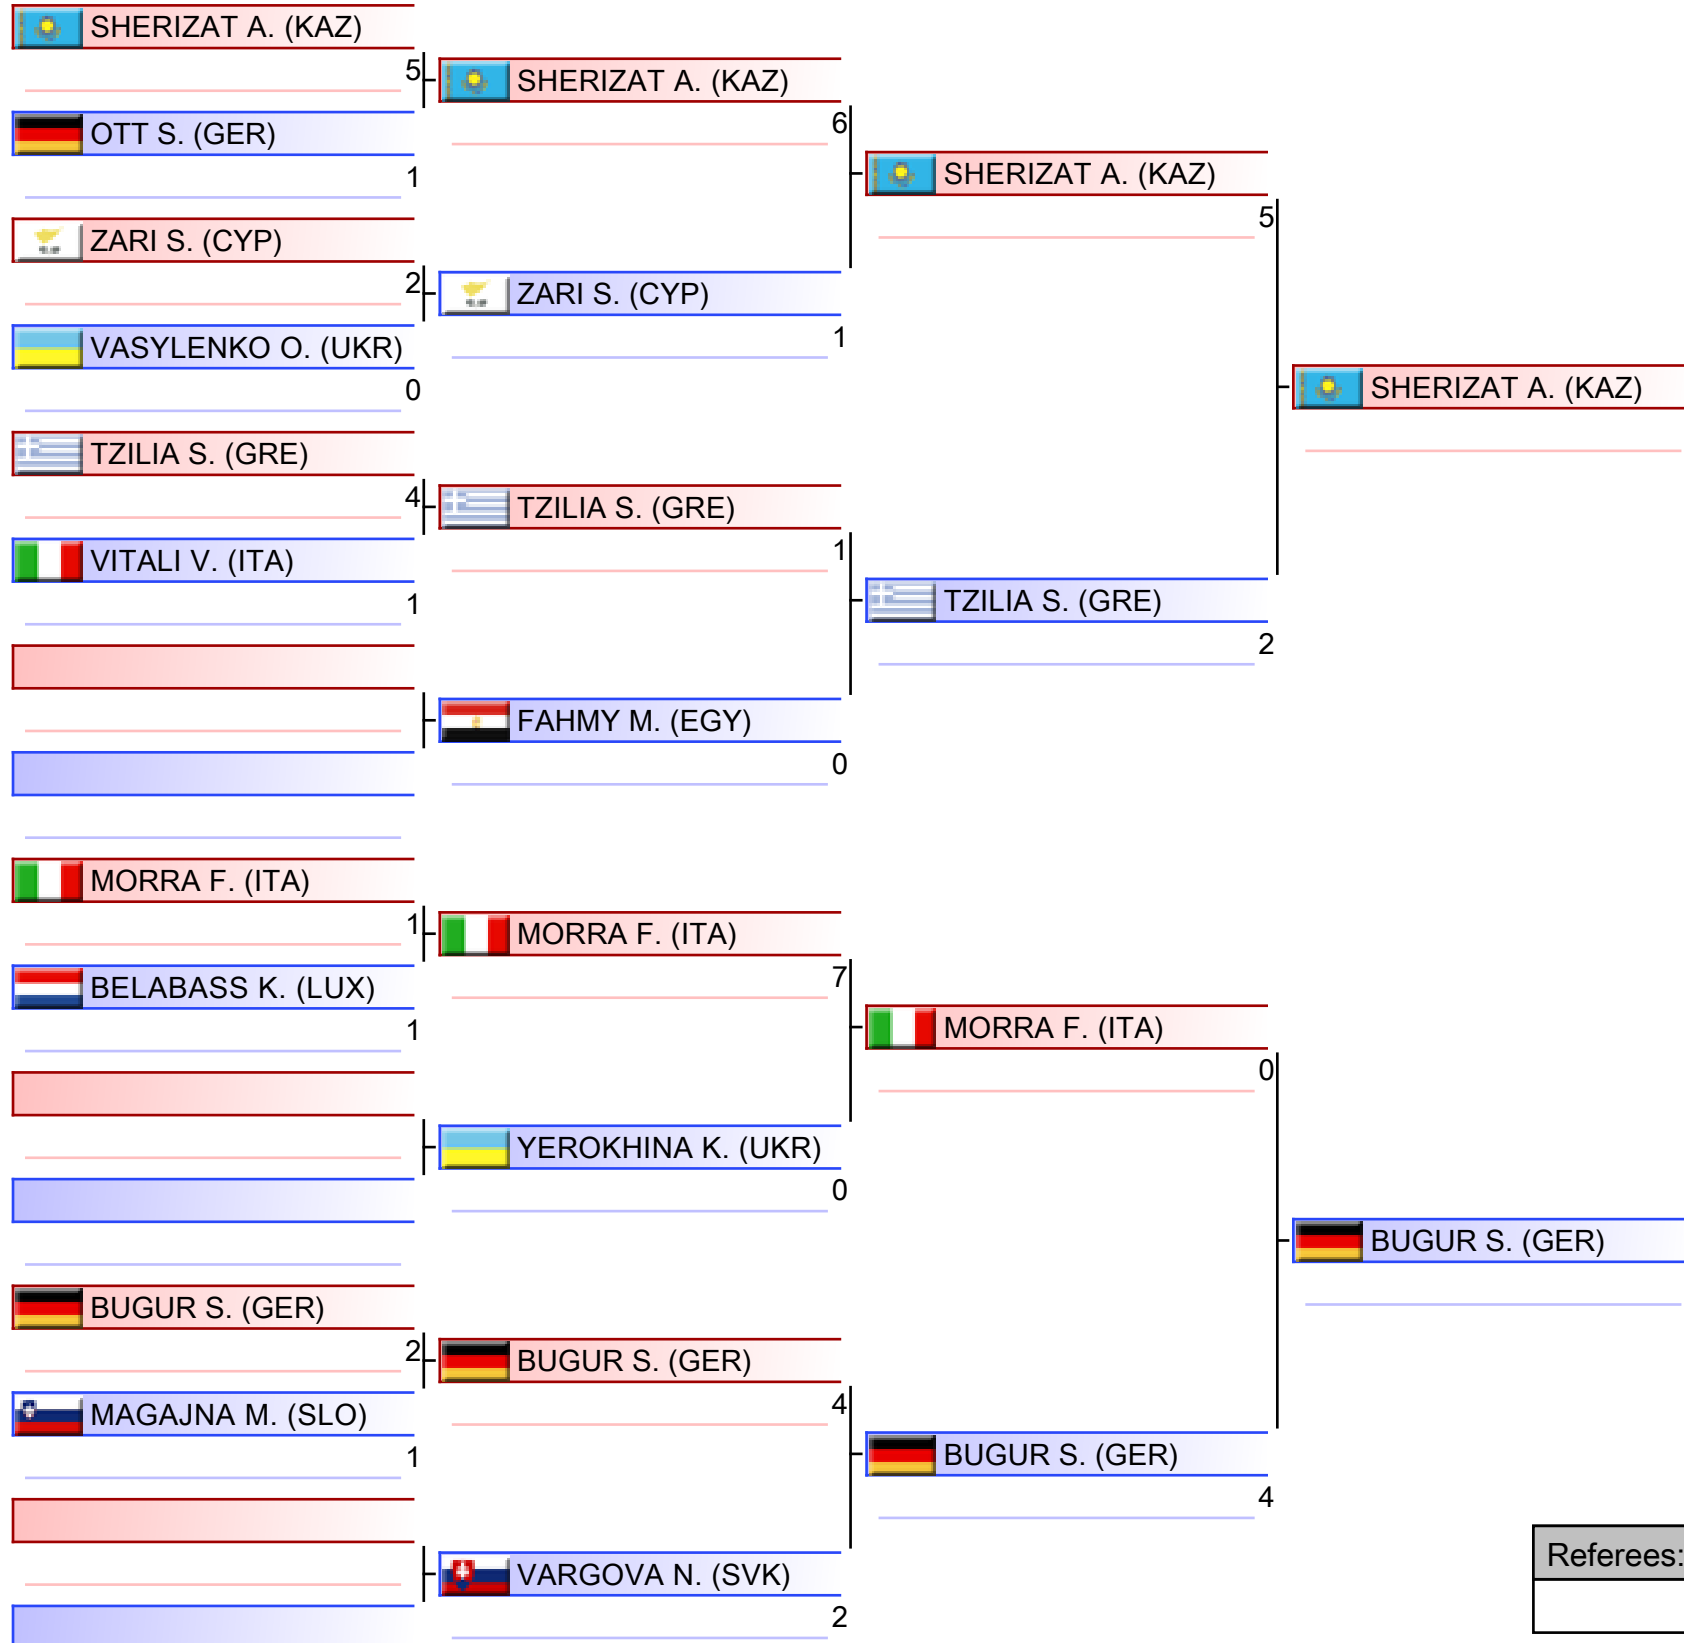 SHERIZAT A. (KAZ)
5
OTT S. (GER)
1
ZARI S. (CYP)
2
VASYLENKO O. (UKR)
0
TZILIA S. (GRE)
4
VITALI V. (ITA)
1
MORRA F. (ITA)
1
BELABASS K. (LUX)
1
BUGUR S. (GER)
2
MAGAJNA M. (SLO)
1
SHERIZAT A. (KAZ)
6
ZARI S. (CYP)
1
TZILIA S. (GRE)
1
FAHMY M. (EGY)
0
MORRA F. (ITA)
7
YEROKHINA K. (UKR)
0
BUGUR S. (GER)
4
VARGOVA N. (SVK)
2
SHERIZAT A. (KAZ)
5
TZILIA S. (GRE)
2
MORRA F. (ITA)
0
BUGUR S. (GER)
4
SHERIZAT A. (KAZ)
BUGUR S. (GER)
Referees: